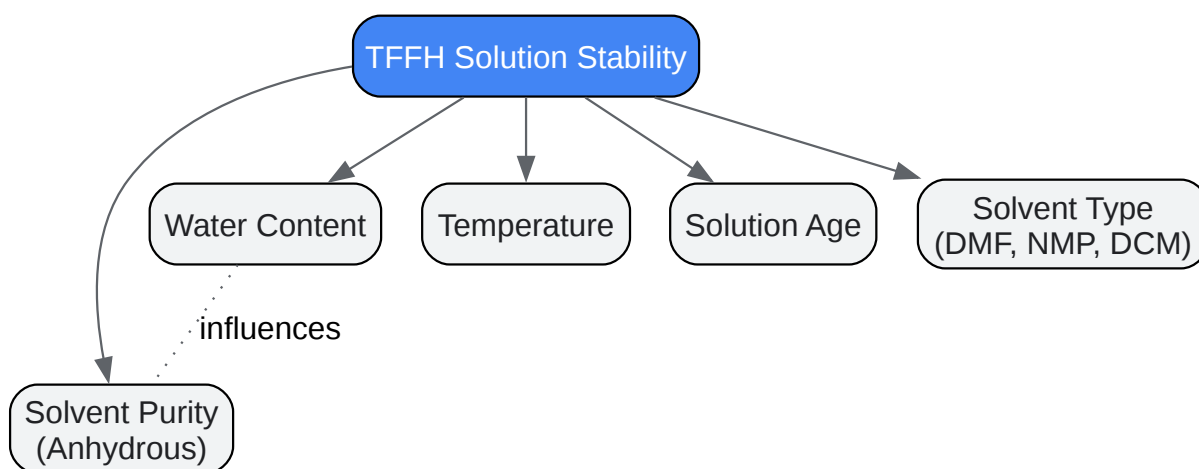 TFFH Solution Stability
Water Content
Temperature
Solution Age
Solvent Type
(DMF, NMP, DCM)
influences
Solvent Purity
(Anhydrous)